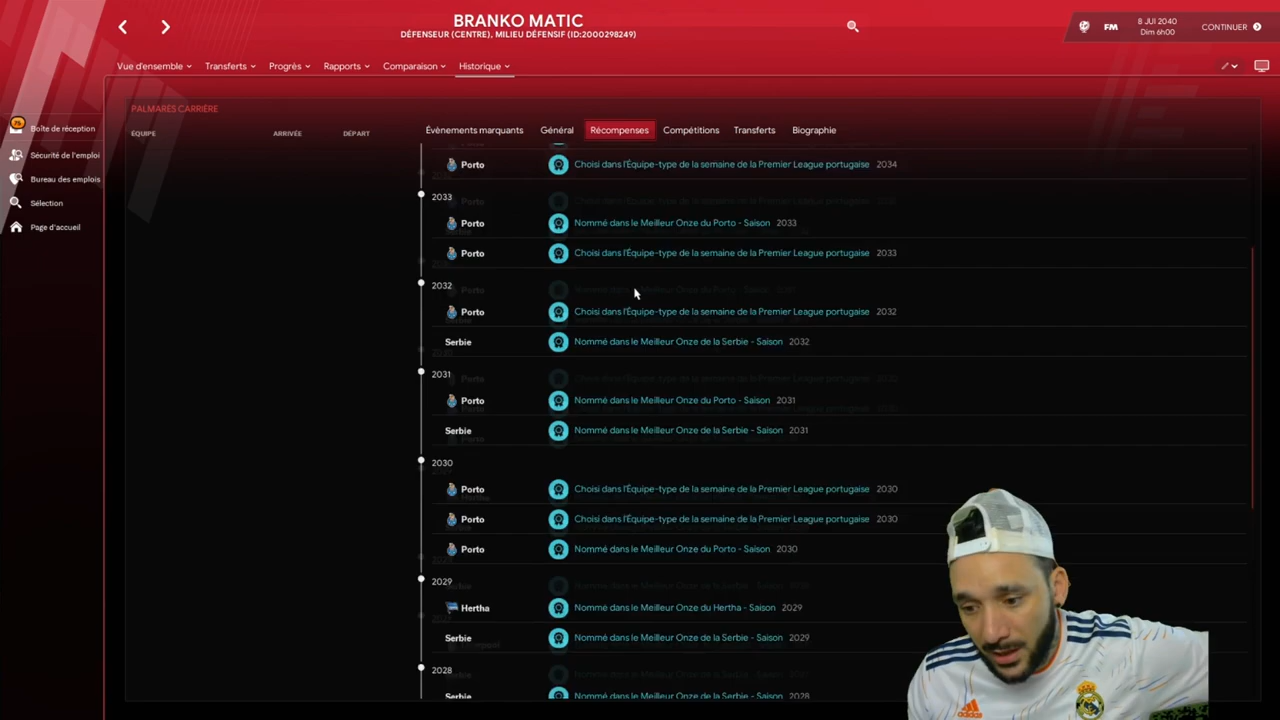 BRANKO MATIC
DÉFENSEUR (CENTRE), MILIEU DÉFENSIF (ID:2000298249)
FM
8 JUI 2040
Dim 6h00
CONTINUER
Vue d'ensemble
Transferts
Progrès
Rapports
Comparaison
Historique
Boîte de réception
Sécurité de l'emploi
Bureau des emplois
Sélection
Page d'accueil
PALMARÈS CARRIÈRE
ÉQUIPE ARRIVÉE DÉPART
Évènements marquants Général Récompenses Compétitions Transferts Biographie
Porto Choisi dans l'Équipe-type de la semaine de la Premier League portugaise 2034
2033
Porto Nommé dans le Meilleur Onze du Porto - Saison 2033
Porto Choisi dans l'Équipe-type de la semaine de la Premier League portugaise 2033
2032
Porto Choisi dans l'Équipe-type de la semaine de la Premier League portugaise 2032
Serbie Nommé dans le Meilleur Onze de la Serbie - Saison 2032
2031
Porto Nommé dans le Meilleur Onze du Porto - Saison 2031
Serbie Nommé dans le Meilleur Onze de la Serbie - Saison 2031
2030
Porto Choisi dans l'Équipe-type de la semaine de la Premier League portugaise 2030
Porto Choisi dans l'Équipe-type de la semaine de la Premier League portugaise 2030
Porto Nommé dans le Meilleur Onze du Porto - Saison 2030
2029
Hertha Nommé dans le Meilleur Onze du Hertha - Saison 2029
Serbie Nommé dans le Meilleur Onze de la Serbie - Saison 2029
2028
Serbie Nommé dans le Meilleur Onze de la Serbie - Saison 2028
adidas